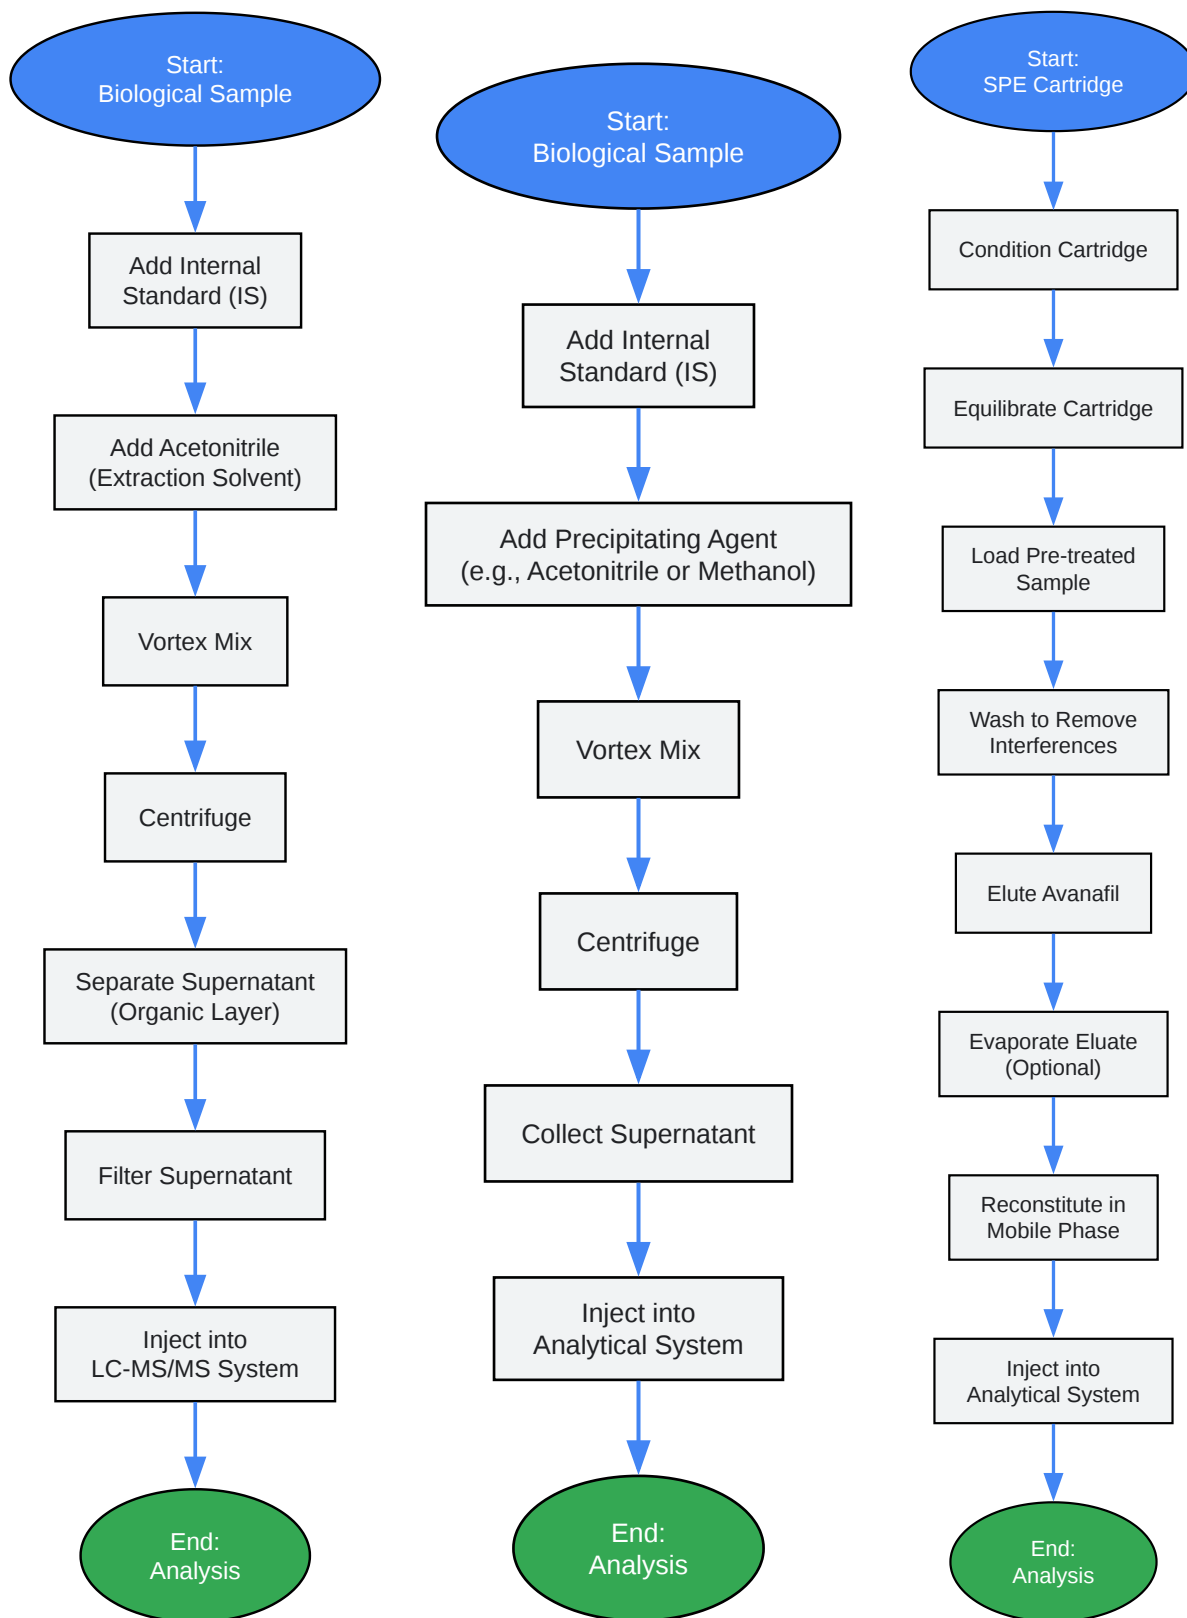 Start:
Biological Sample
Add Internal
Standard (IS)
Add Acetonitrile
(Extraction Solvent)
Vortex Mix
Centrifuge
Separate Supernatant
(Organic Layer)
Filter Supernatant
Inject into
LC-MS/MS System
End:
Analysis
Start:
Biological Sample
Add Internal
Standard (IS)
Add Precipitating Agent
(e.g., Acetonitrile or Methanol)
Vortex Mix
Centrifuge
Collect Supernatant
Inject into
Analytical System
End:
Analysis
Start:
SPE Cartridge
Condition Cartridge
Equilibrate Cartridge
Load Pre-treated
Sample
Wash to Remove
Interferences
Elute Avanafil
Evaporate Eluate
(Optional)
Reconstitute in
Mobile Phase
Inject into
Analytical System
End:
Analysis